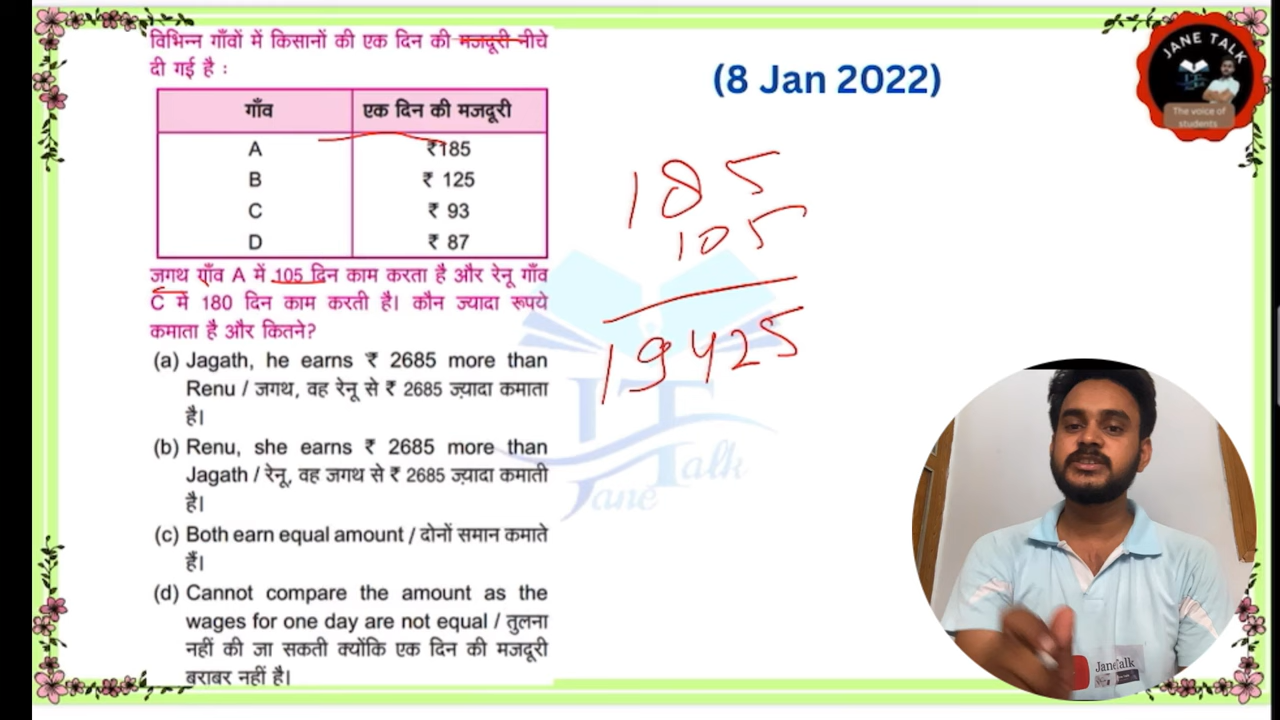 विभिन्न गाँवों में किसानों की एक दिन की मजदूरी नीचे
दी गई है :
गाँव एक दिन की मजदूरी
A ₹185
B ₹ 125
C ₹ 93
D ₹ 87
जगथ गाँव A में 105 दिन काम करता है और रेनू गाँव
C में 180 दिन काम करती है। कौन ज्यादा रूपये
कमाता है और कितने?
(a) Jagath, he earns ₹ 2685 more than
Renu / जगथ, वह रेनू से ₹ 2685 ज़्यादा कमाता
है।
(b) Renu, she earns ₹ 2685 more than
Jagath / रेनू, वह जगथ से ₹ 2685 ज़्यादा कमाती
है।
(c) Both earn equal amount / दोनों समान कमाते
हैं।
(d) Cannot compare the amount as the
wages for one day are not equal / तुलना
नहीं की जा सकती क्योंकि एक दिन की मजदूरी
बराबर नहीं है।
(8 Jan 2022)
185
105
19425
JANE TALK
The voice of
students
JT
Talk
Jane
JaneTalk